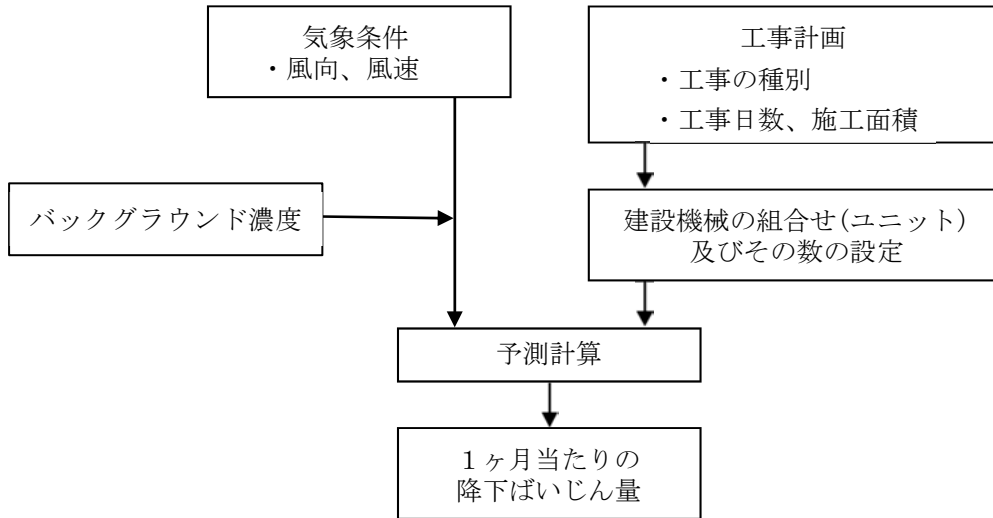 気象条件
・風向、風速
工事計画
・工事の種別
・工事日数、施工面積
バックグラウンド濃度
建設機械の組合せ(ユニット)
及びその数の設定
予測計算
１ヶ月当たりの
降下ばいじん量